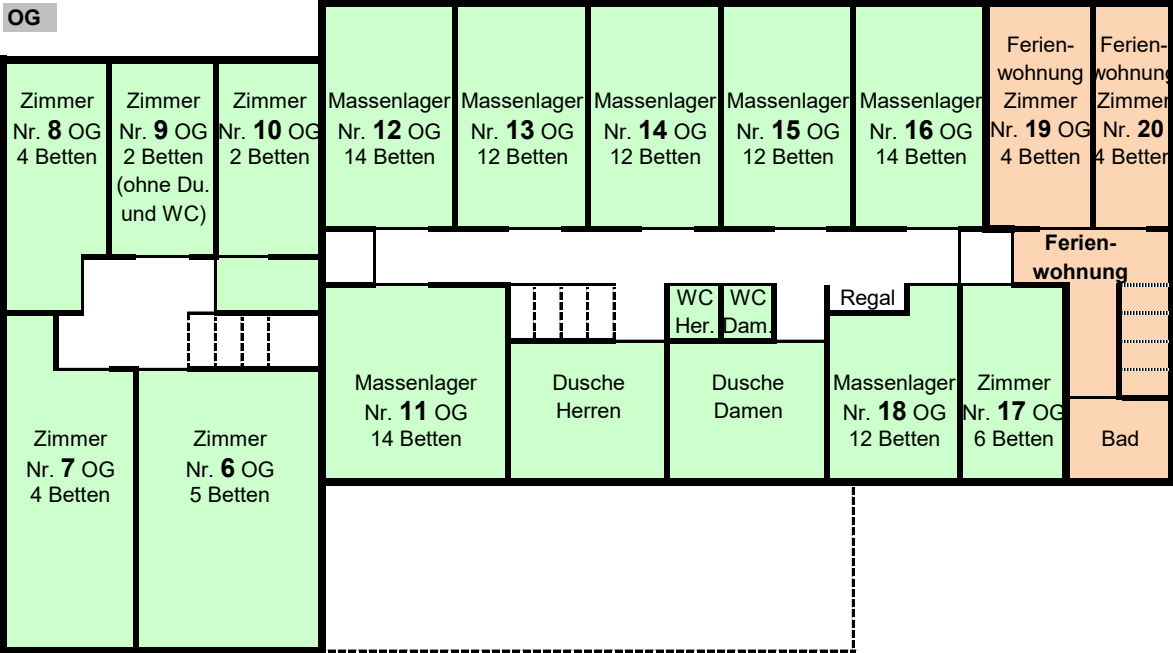 OG
Zimmer
Nr. 8 OG
4 Betten
Zimmer
Nr. 9 OG
2 Betten
(ohne Du.
und WC)
Zimmer
Nr. 10 OG
2 Betten
Massenlager
Nr. 12 OG
14 Betten
Massenlager
Nr. 13 OG
12 Betten
Massenlager
Nr. 14 OG
12 Betten
Massenlager
Nr. 15 OG
12 Betten
Massenlager
Nr. 16 OG
14 Betten
Ferien-
wohnung
Zimmer
Nr. 19 OG
4 Betten
Ferien-
wohnung
Zimmer
Nr. 20
4 Betten
Ferien-
wohnung
WC
Her.
WC
Dam.
Regal
Massenlager
Nr. 11 OG
14 Betten
Dusche
Herren
Dusche
Damen
Massenlager
Nr. 18 OG
12 Betten
Zimmer
Nr. 17 OG
6 Betten
Bad
Zimmer
Nr. 7 OG
4 Betten
Zimmer
Nr. 6 OG
5 Betten